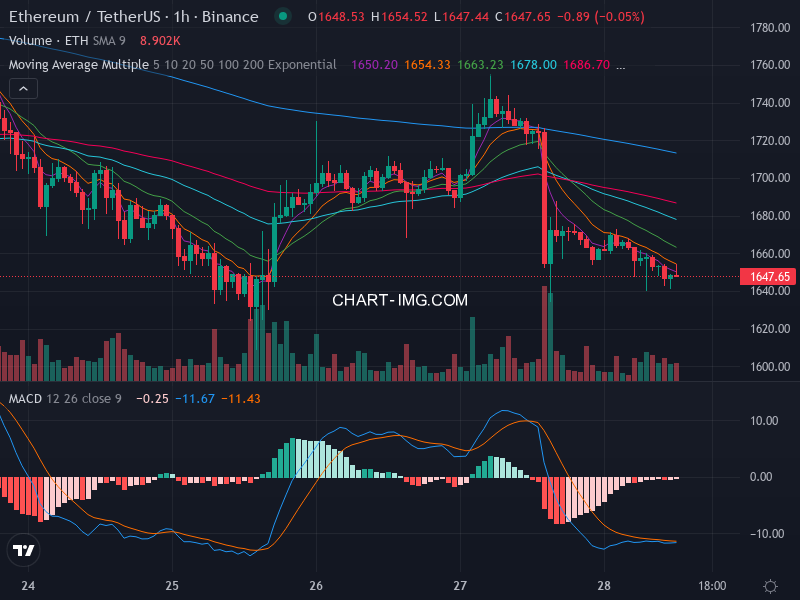 Ethereum / TetherUS · 1h · Binance O1648.53 H1654.52 L1647.44 C1647.65 −0.89 (−0.05%)
Volume · ETH SMA 9 8.902K
Moving Average Multiple 5 10 20 50 100 200 Exponential 1650.20 1654.33 1663.23 1678.00 1686.70 ...
1780.00
1760.00
1740.00
1720.00
1700.00
1680.00
1660.00
1647.65
1640.00
1620.00
1600.00
CHART-IMG.COM
MACD 12 26 close 9 −0.25 −11.67 −11.43
10.00
0.00
−10.00
24 25 26 27 28 18:00